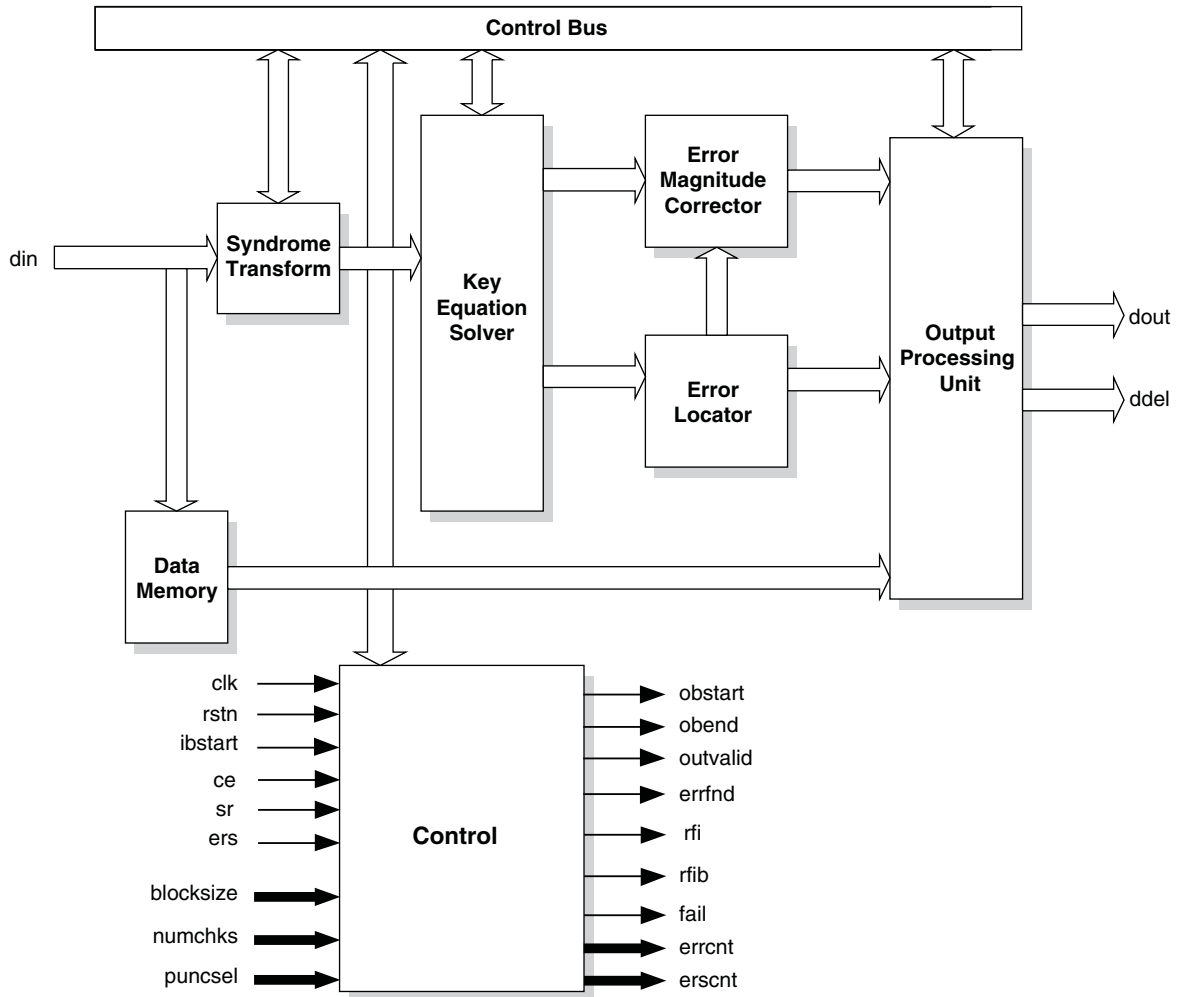 Control Bus
din
Syndrome
Transform
Key
Equation
Solver
Error
Magnitude
Corrector
Error
Locator
Output
Processing
Unit
dout
ddel
Data
Memory
Control
clk
rstn
ibstart
ce
sr
ers
blocksize
numchks
puncsel
obstart
obend
outvalid
errfnd
rfi
rfib
fail
errcnt
erscnt